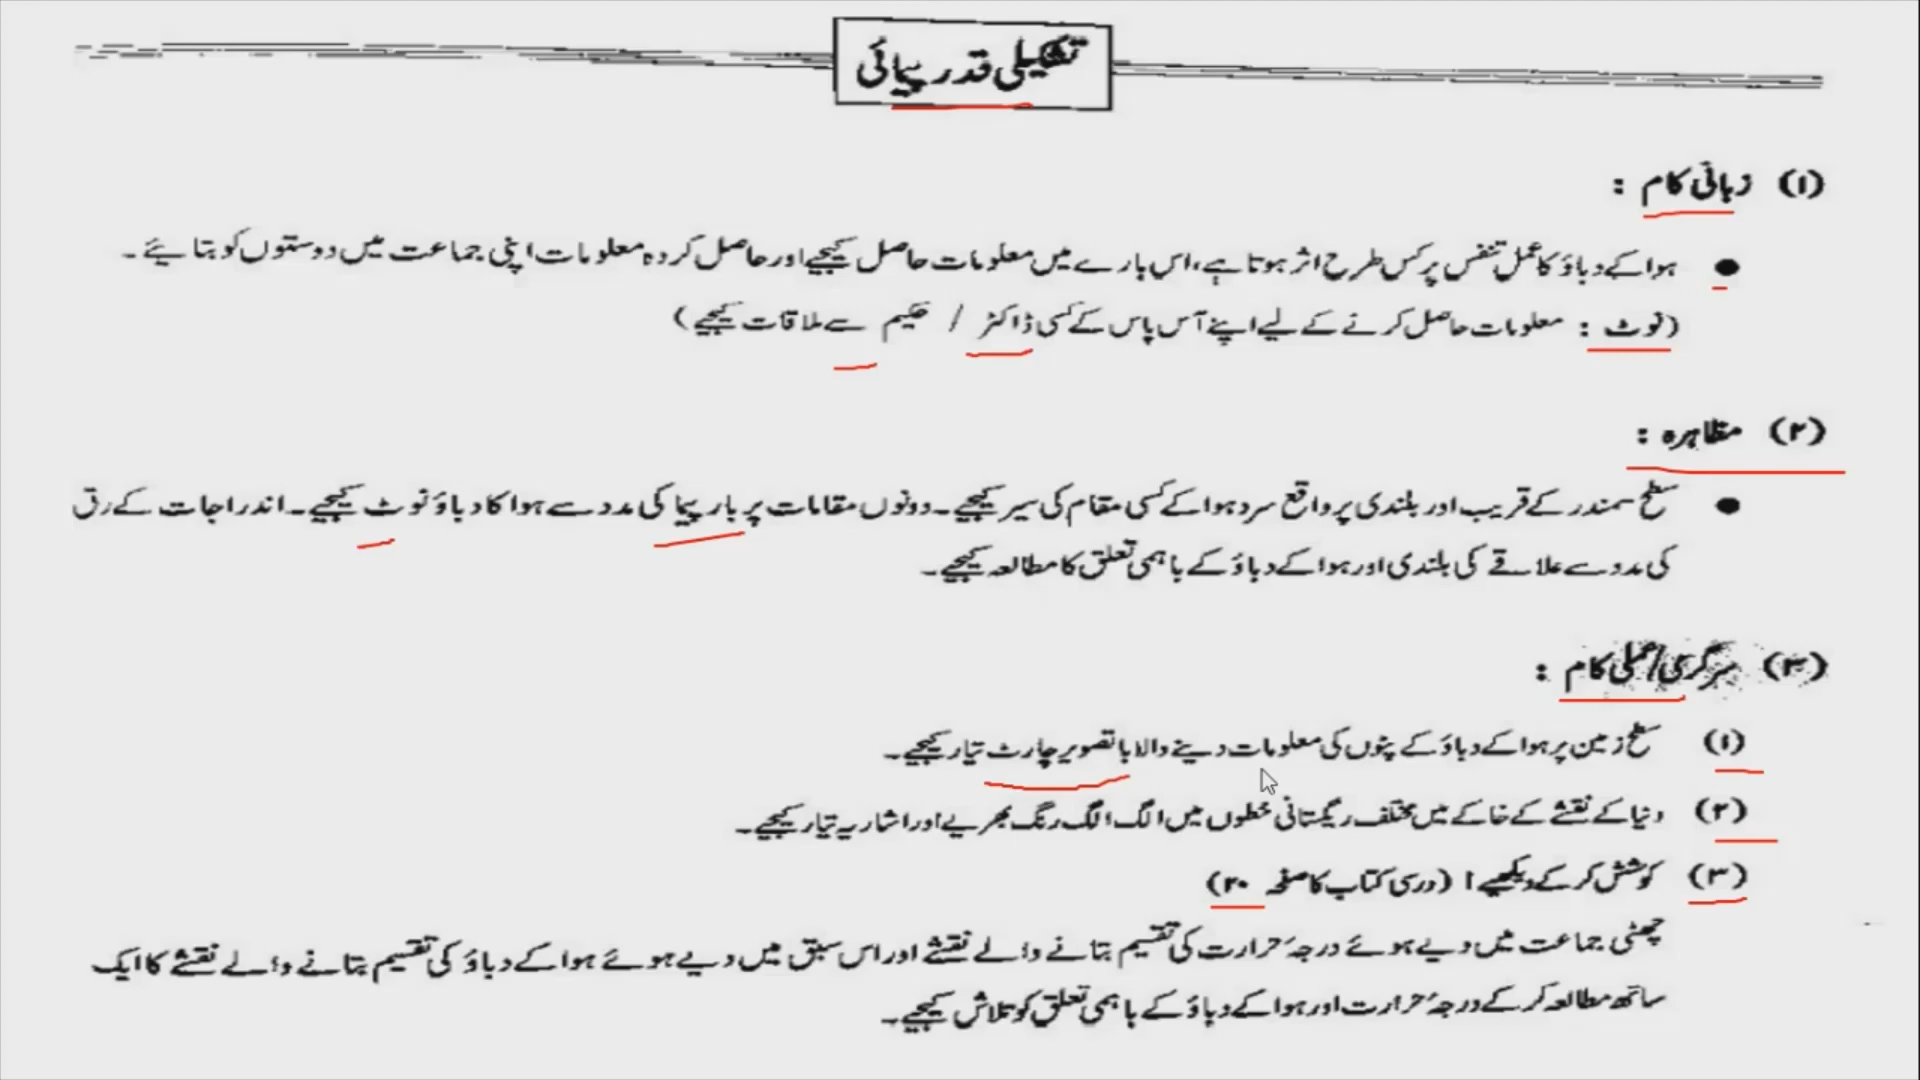 تشکیلی قدر پیمائی
(۱) زبانی کام :
● ہوا کے دباؤ کا عمل تنفس پر کس طرح اثر ہوتا ہے، اس بارے میں معلومات حاصل کیجیے اور حاصل کردہ معلومات اپنی جماعت میں دوستوں کو بتائیے۔
(نوٹ : معلومات حاصل کرنے کے لیے اپنے آس پاس کے کسی ڈاکٹر / حکیم سے ملاقات کیجیے)
(۲) مظاہرہ :
● سطح سمندر کے قریب اور بلندی پر واقع سرد ہوا کے کسی مقام کی سیر کیجیے۔ دونوں مقامات پر بار پیما کی مدد سے ہوا کا دباؤ نوٹ کیجیے۔ اندراجات کے رق
کی مدد سے علاقے کی بلندی اور ہوا کے دباؤ کے باہمی تعلق کا مطالعہ کیجیے۔
(۳) سرگرمی/عملی کام :
(۱) سطح زمین پر ہوا کے دباؤ کے پٹوں کی معلومات دینے والا باتصویر چارٹ تیار کیجیے۔
(۲) دنیا کے نقشے کے خاکے میں مختلف ریگستانی خطوں میں الگ الگ رنگ بھریے اور اشاریہ تیار کیجیے۔
(۳) کوشش کر کے دیکھیے! (درسی کتاب کا صفحہ ۲۰)
چھٹی جماعت میں دیے ہوئے درجۂ حرارت کی تقسیم بتانے والے نقشے اور اس سبق میں دیے ہوئے ہوا کے دباؤ کی تقسیم بتانے والے نقشے کا ایک
ساتھ مطالعہ کر کے درجۂ حرارت اور ہوا کے دباؤ کے باہمی تعلق کو تلاش کیجیے۔